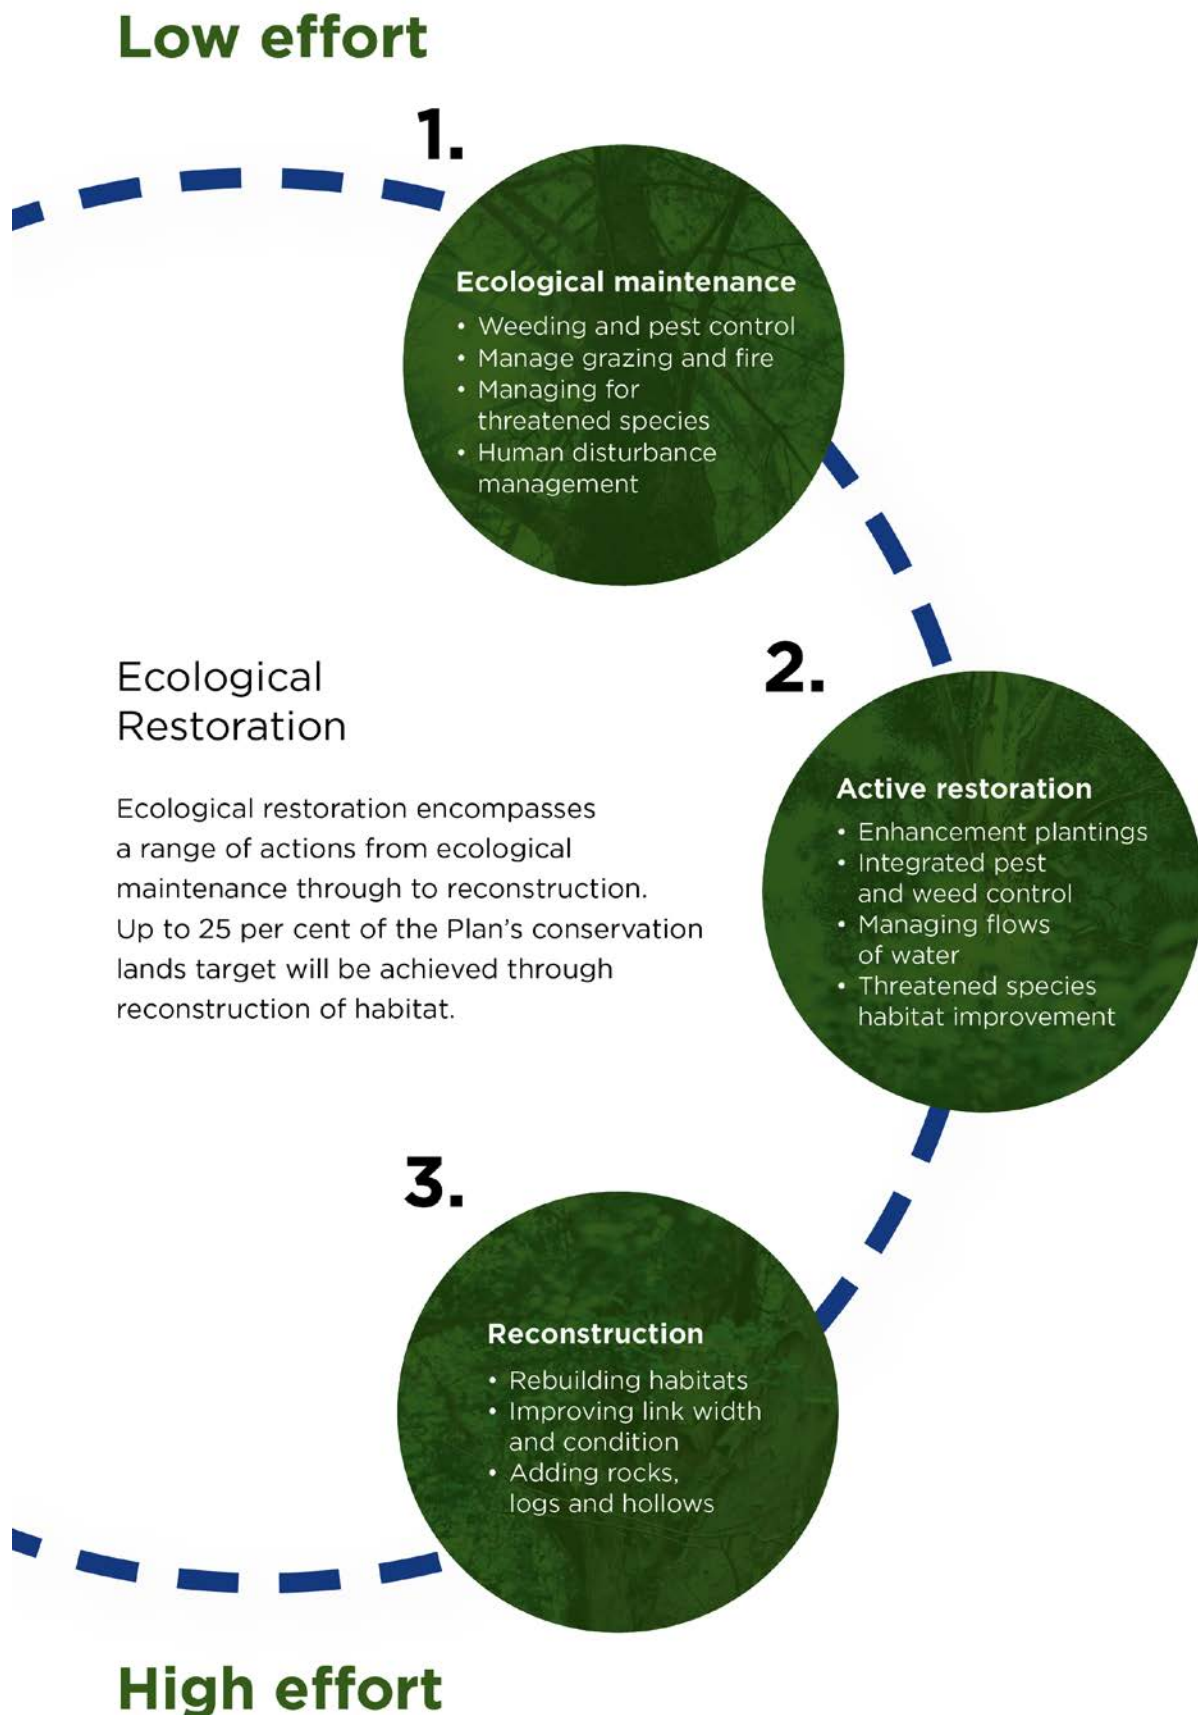 Low effort
1.
Ecological maintenance
• Weeding and pest control
• Manage grazing and fire
• Managing for
threatened species
• Human disturbance
management
Ecological
Restoration
Ecological restoration encompasses
a range of actions from ecological
maintenance through to reconstruction.
Up to 25 per cent of the Plan's conservation
lands target will be achieved through
reconstruction of habitat.
2.
Active restoration
• Enhancement plantings
• Integrated pest
and weed control
• Managing flows
of water
• Threatened species
habitat improvement
3.
Reconstruction
• Rebuilding habitats
• Improving link width
and condition
• Adding rocks,
logs and hollows
High effort